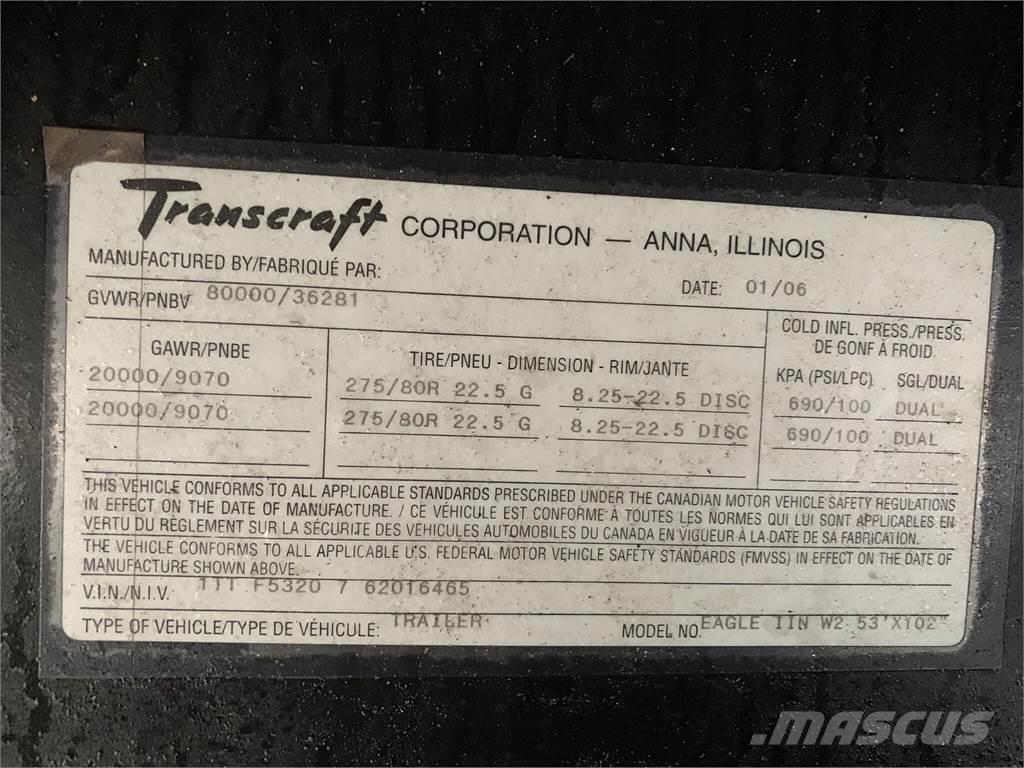 Transcraft CORPORATION — ANNA, ILLINOIS
MANUFACTURED BY/FABRIQUÉ PAR: DATE: 01/06
GVWR/PNBV 80000/36281
GAWR/PNBE TIRE/PNEU - DIMENSION - RIM/JANTE COLD INFL. PRESS./PRESS. DE GONF À FROID.
KPA (PSI/LPC) SGL/DUAL
20000/9070 275/80R 22.5 G 8.25-22.5 DISC 690/100 DUAL
20000/9070 275/80R 22.5 G 8.25-22.5 DISC 690/100 DUAL
THIS VEHICLE CONFORMS TO ALL APPLICABLE STANDARDS PRESCRIBED UNDER THE CANADIAN MOTOR VEHICLE SAFETY REGULATIONS
IN EFFECT ON THE DATE OF MANUFACTURE. / CE VÉHICULE EST CONFORME À TOUTES LES NORMES QUI LUI SONT APPLICABLES EN
VERTU DU RÈGLEMENT SUR LA SÉCURITE DES VÉHICULES AUTOMOBILES DU CANADA EN VIGUEUR À LA DATE DE SA FABRICATION.
THE VEHICLE CONFORMS TO ALL APPLICABLE U.S. FEDERAL MOTOR VEHICLE SAFETY STANDARDS (FMVSS) IN EFFECT ON THE DATE OF
MANUFACTURE SHOWN ABOVE.
V.I.N./N.I.V. 1TT F5320 7 62016465
TYPE OF VEHICLE/TYPE DE VÉHICULE: TRAILER MODEL NO. EAGLE IIN W2 53'X102"
MASCUS